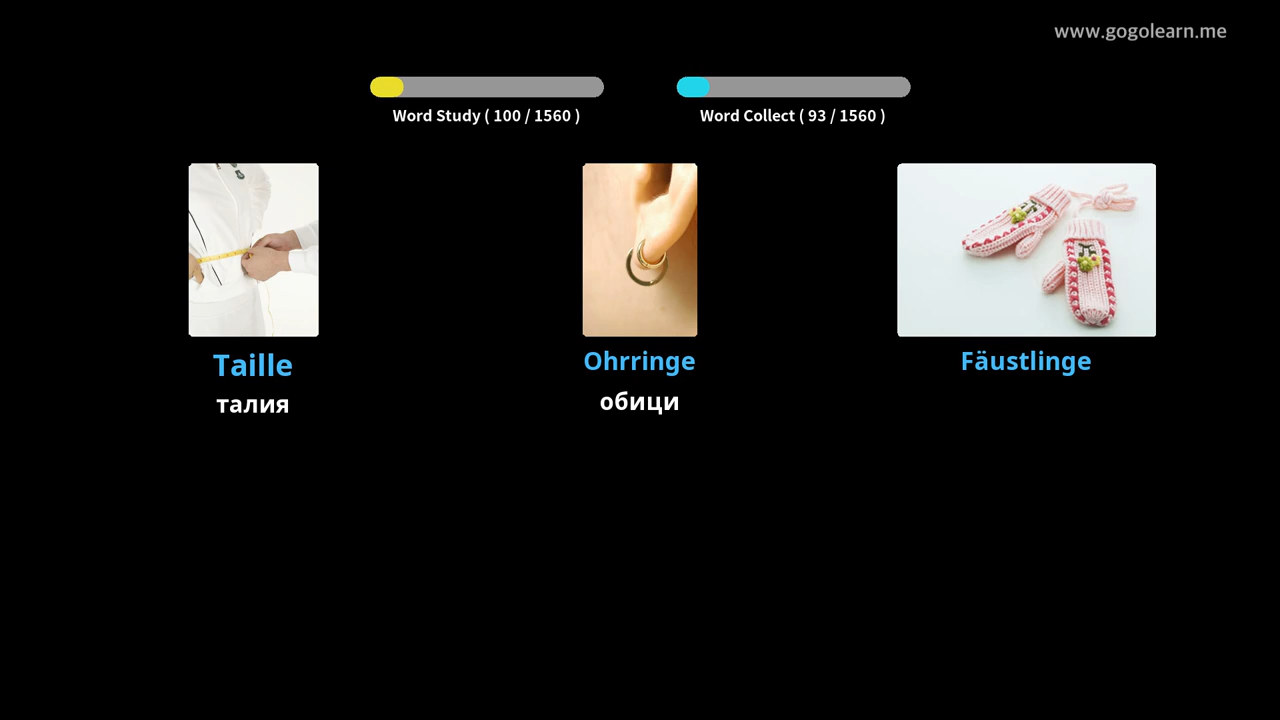 www.gogolearn.me
Word Study ( 100 / 1560 )
Word Collect ( 93 / 1560 )
Taille
талия
Ohrringe
обици
Fäustlinge